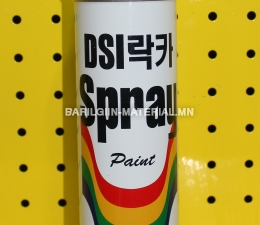 DSI락카
Spray
BARILGIIN-MATERIAL.MN
Paint